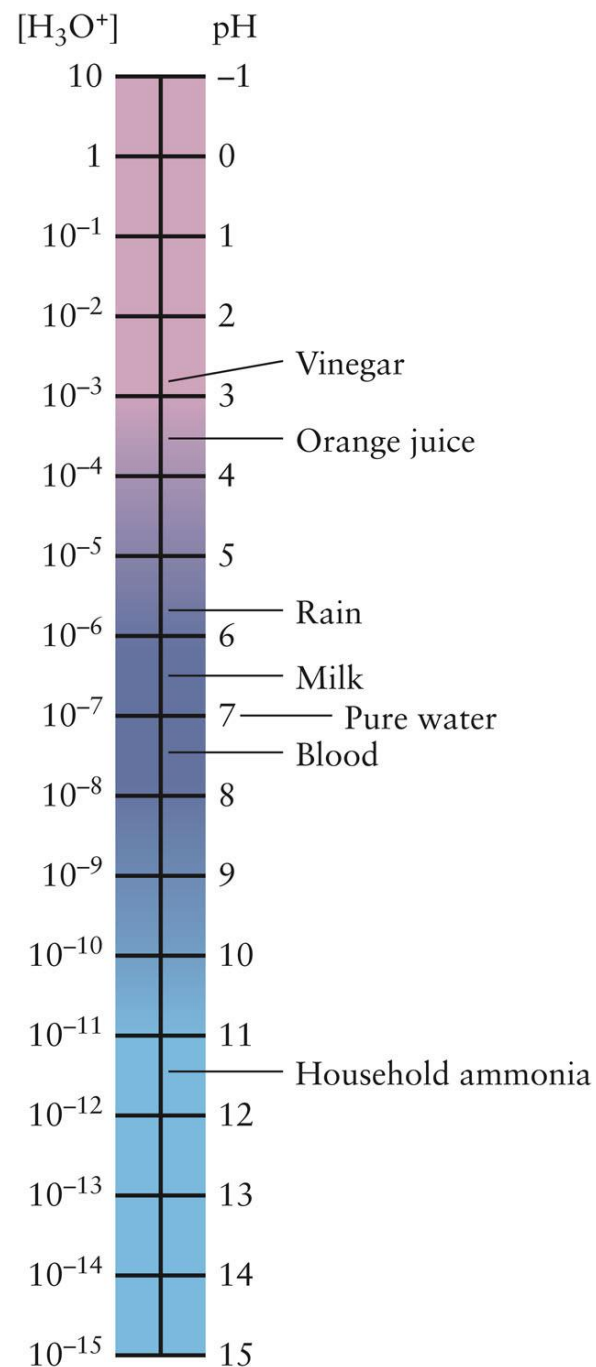 [H₃O⁺] pH
10 –1
1 0
10⁻¹ 1
10⁻² 2
Vinegar
10⁻³ 3
Orange juice
10⁻⁴ 4
10⁻⁵ 5
Rain
10⁻⁶ 6
Milk
10⁻⁷ 7 Pure water
Blood
10⁻⁸ 8
10⁻⁹ 9
10⁻¹⁰ 10
10⁻¹¹ 11
Household ammonia
10⁻¹² 12
10⁻¹³ 13
10⁻¹⁴ 14
10⁻¹⁵ 15